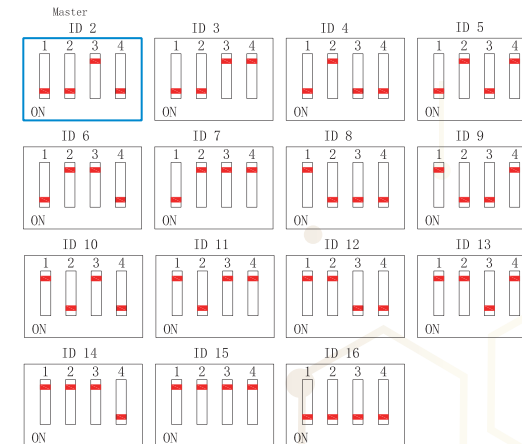 Master
ID 2 ID 3 ID 4 ID 5
1 2 3 4 1 2 3 4 1 2 3 4 1 2 3 4
ON ON ON ON
ID 6 ID 7 ID 8 ID 9
1 2 3 4 1 2 3 4 1 2 3 4 1 2 3 4
ON ON ON ON
ID 10 ID 11 ID 12 ID 13
1 2 3 4 1 2 3 4 1 2 3 4 1 2 3 4
ON ON ON ON
ID 14 ID 15 ID 16
1 2 3 4 1 2 3 4 1 2 3 4
ON ON ON